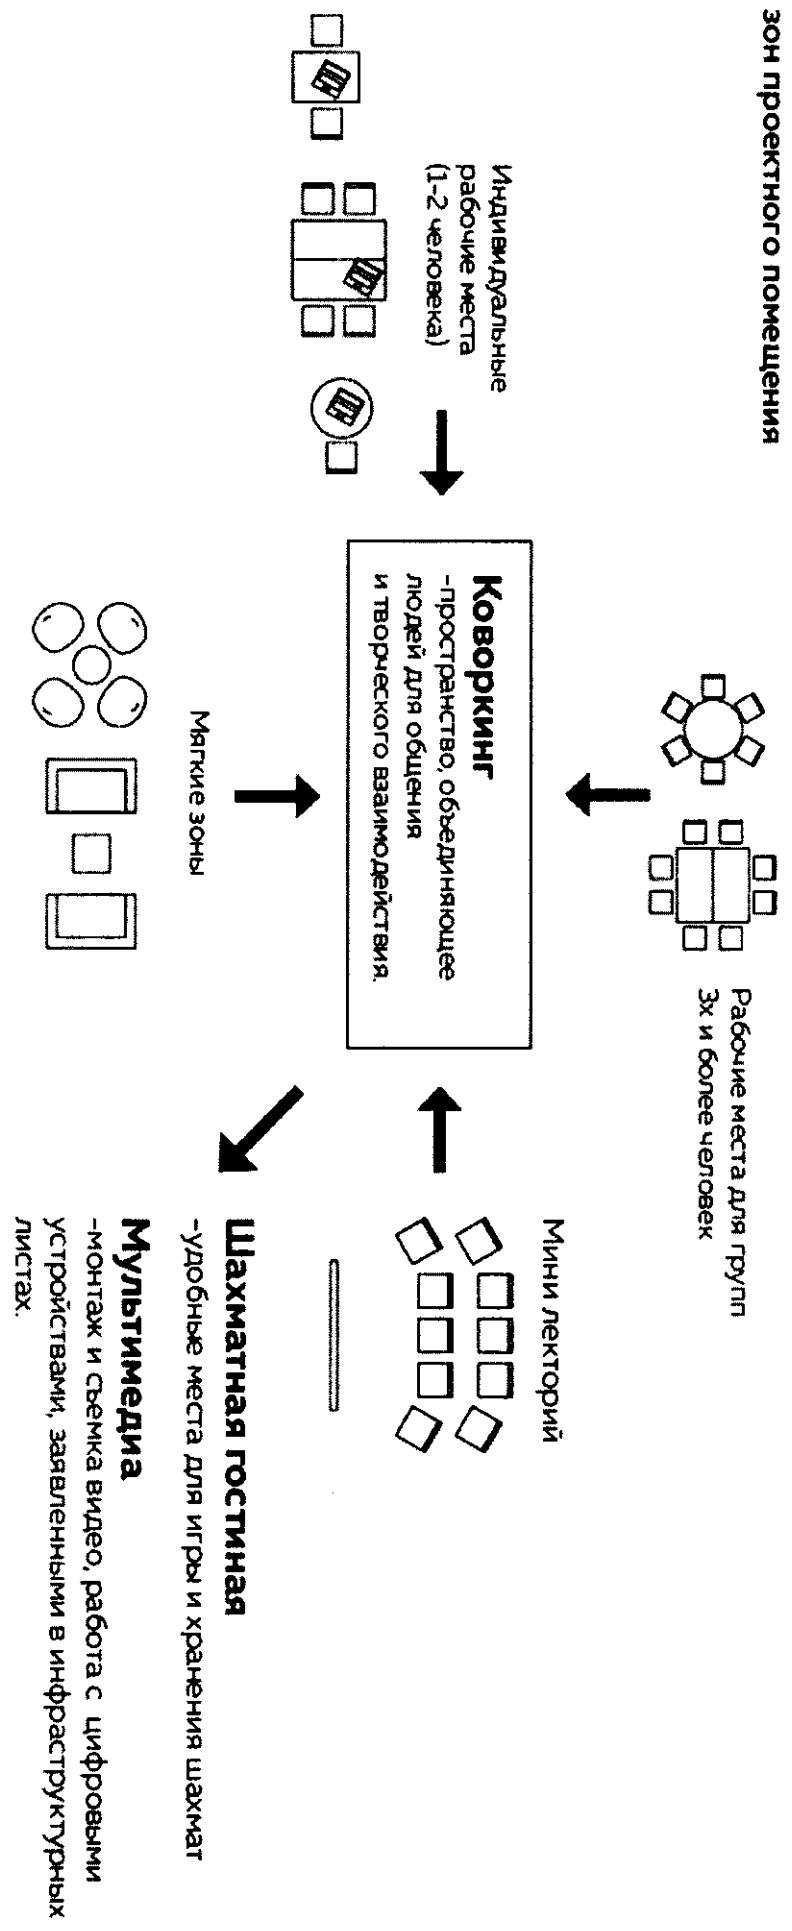 зон проектного помещения
Индивидуальные
рабочие места
(1-2 человека)
Рабочие места для групп
3х и более человек
Коворкинг
-пространство, объединяющее
людей для общения
и творческого взаимодействия.
Мягкие зоны
Мини лекторий
Шахматная гостиная
-удобные места для игры и хранения шахмат
Мультимедиа
-монтаж и съемка видео, работа с цифровыми
устройствами, заявленными в инфраструктурных
листах.